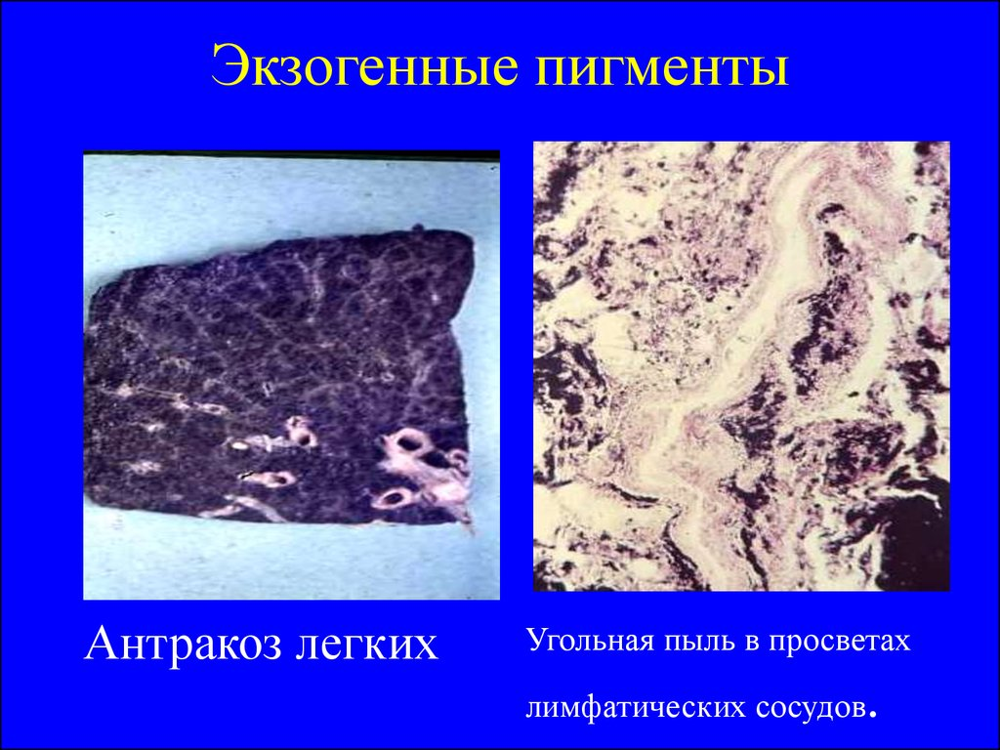 Экзогенные пигменты
Антракоз легких
Угольная пыль в просветах
лимфатических сосудов.